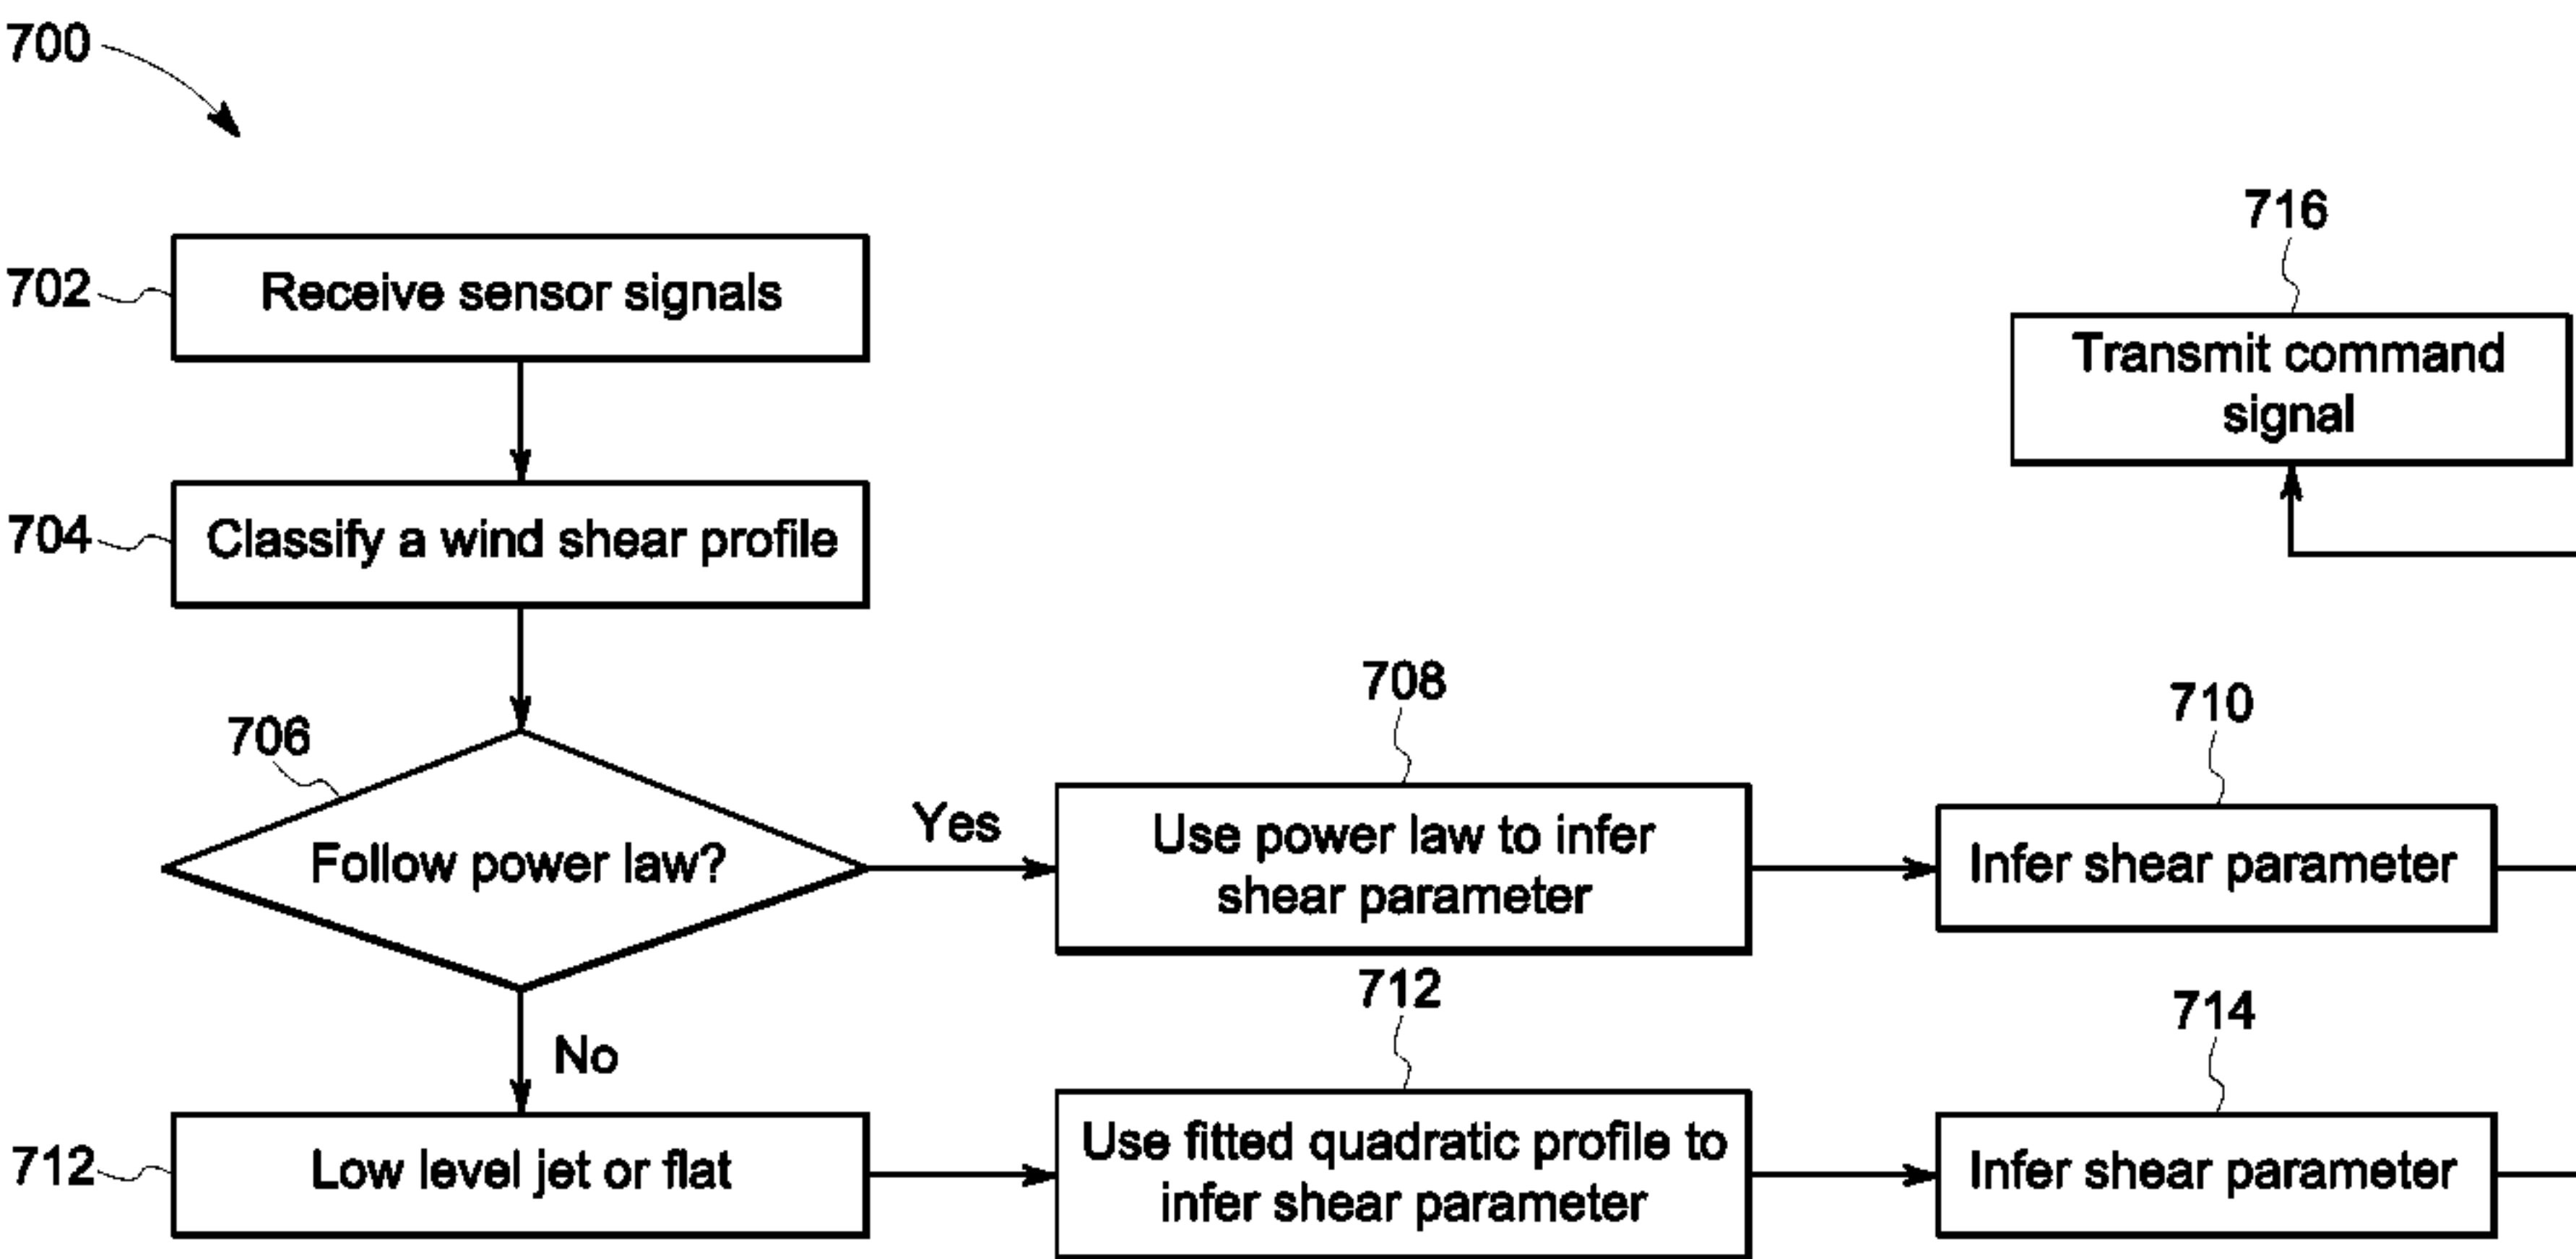 700
702
Receive sensor signals
716
Transmit command
signal
704
Classify a wind shear profile
706
Follow power law?
Yes
708
Use power law to infer
shear parameter
710
Infer shear parameter
No
712
Low level jet or flat
712
Use fitted quadratic profile to
infer shear parameter
714
Infer shear parameter